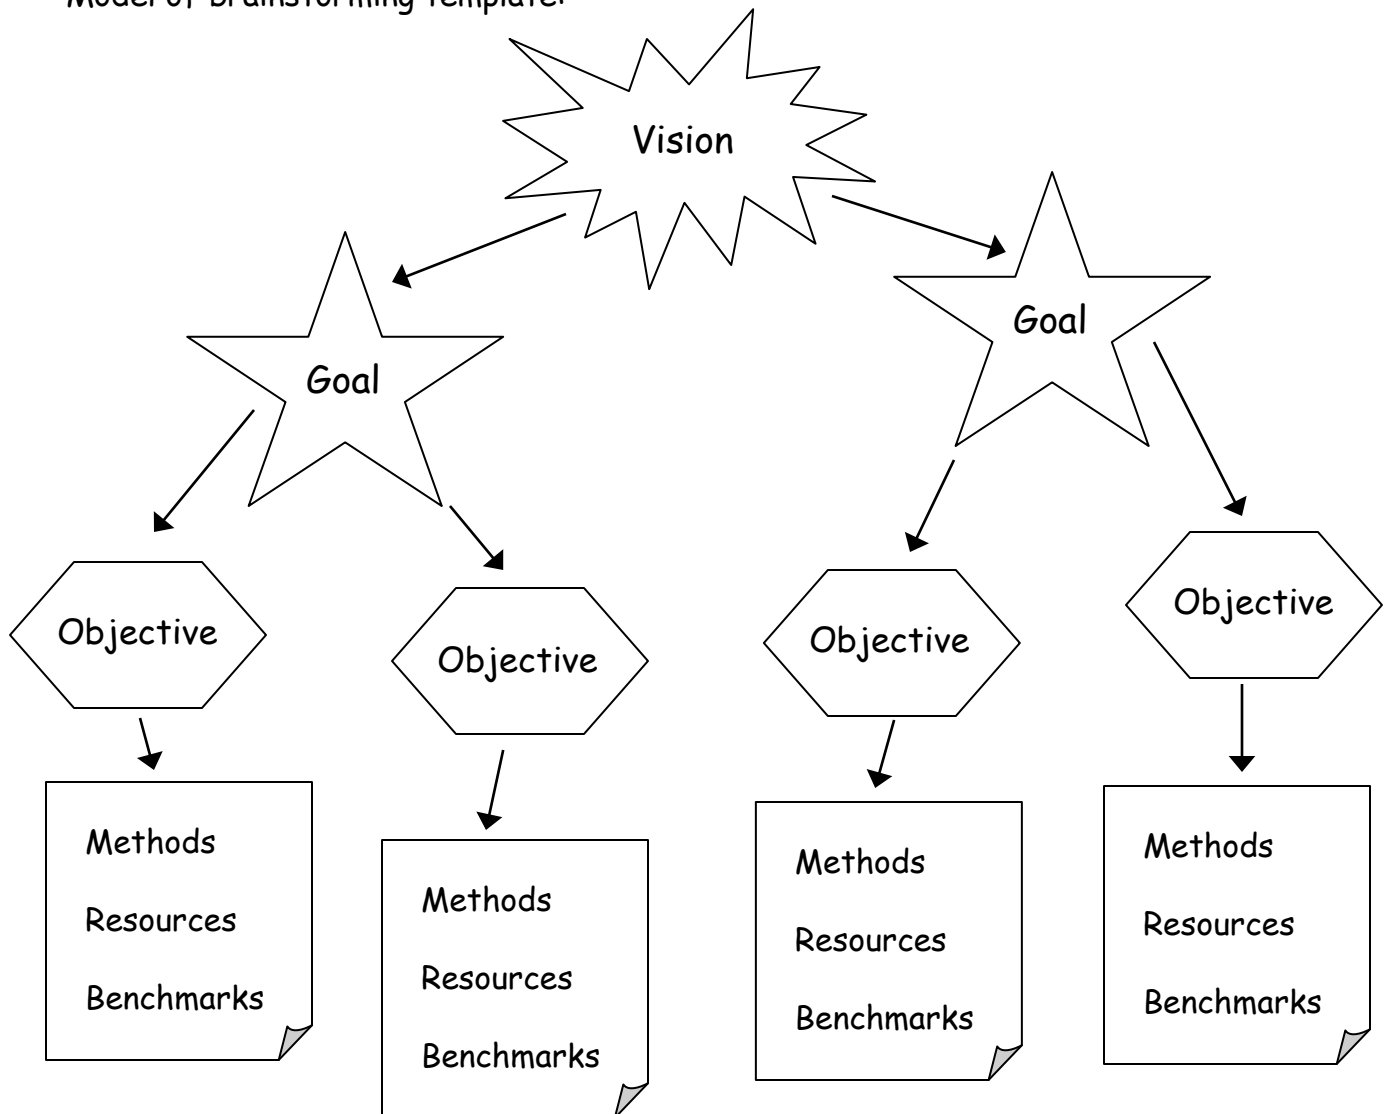 Model of brainstorming template:
Vision
Goal
Goal
Objective
Objective
Objective
Objective
Methods
Resources
Benchmarks
Methods
Resources
Benchmarks
Methods
Resources
Benchmarks
Methods
Resources
Benchmarks